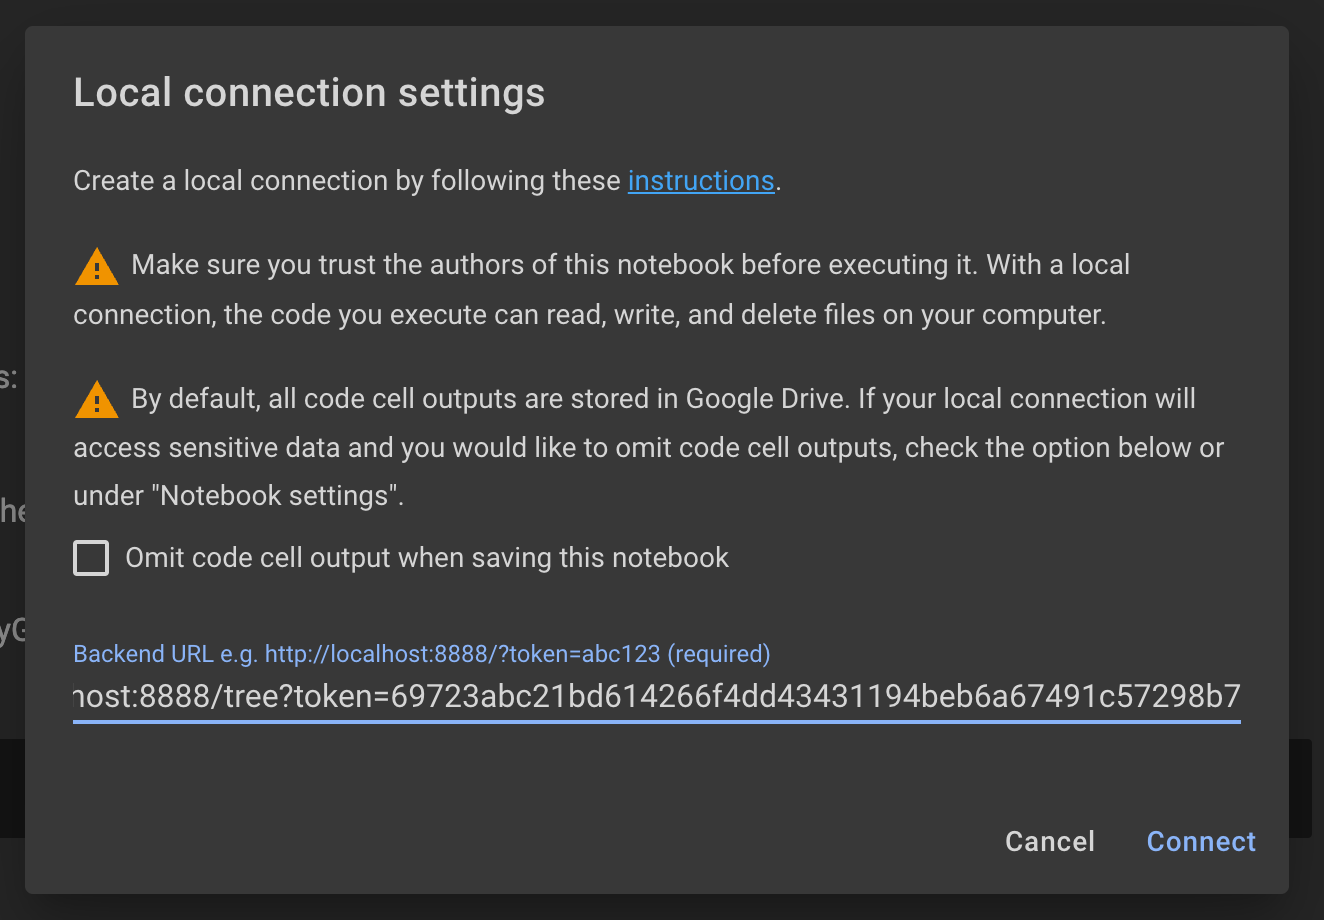 Local connection settings
Create a local connection by following these instructions.
Make sure you trust the authors of this notebook before executing it. With a local
connection, the code you execute can read, write, and delete files on your computer.
s:
By default, all code cell outputs are stored in Google Drive. If your local connection will
access sensitive data and you would like to omit code cell outputs, check the option below or
under "Notebook settings".
he
Omit code cell output when saving this notebook
yG
Backend URL e.g. http://localhost:8888/?token=abc123 (required)
host:8888/tree?token=69723abc21bd614266f4dd43431194beb6a67491c57298b7
Cancel Connect